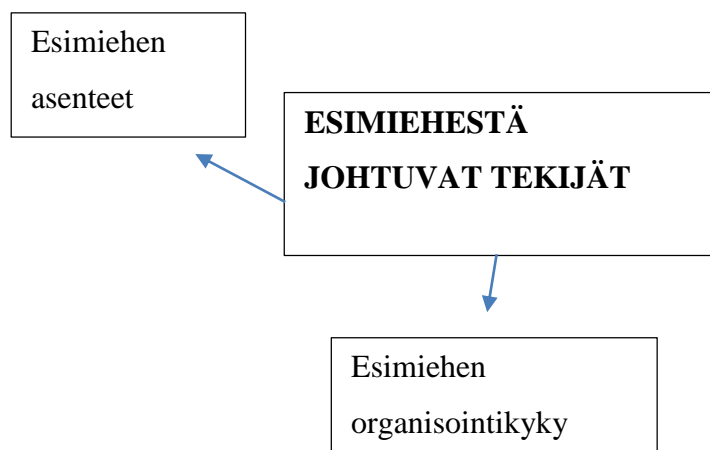 Esimiehen
asenteet
ESIMIEHESTÄ
JOHTUVAT TEKIJÄT
Esimiehen
organisointikyky